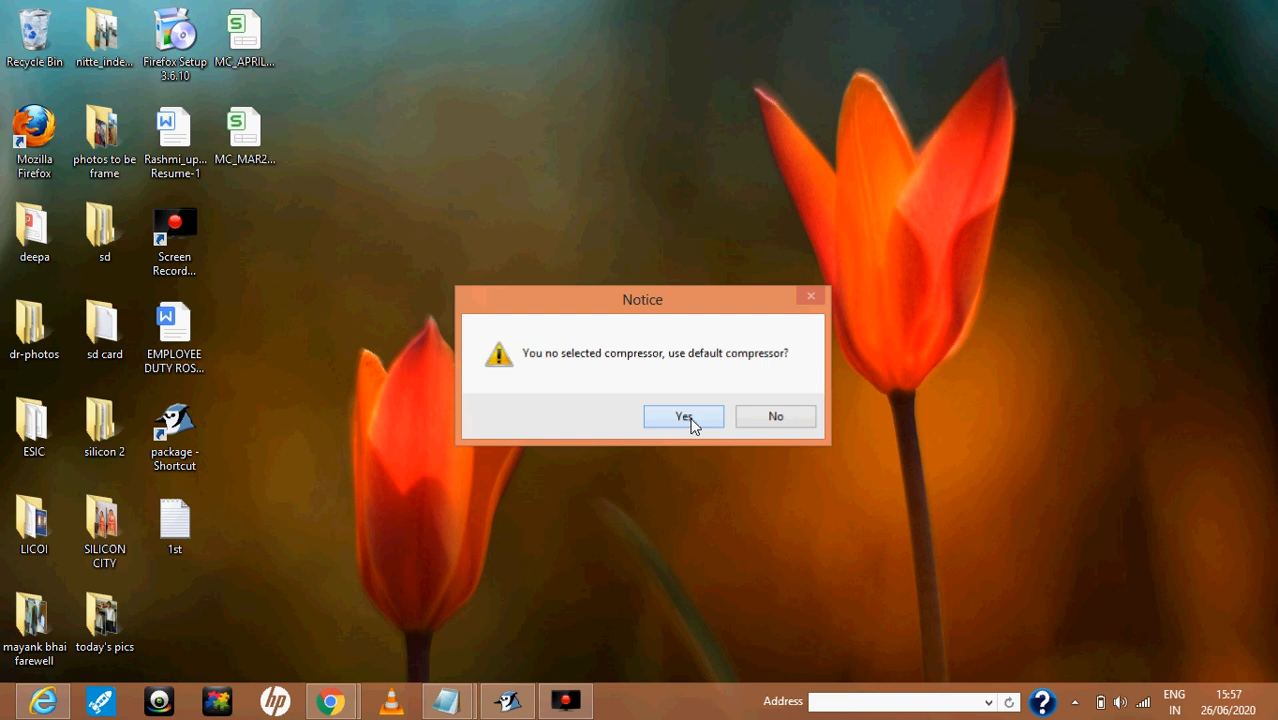 Recycle Bin
nitte_inde...
Firefox Setup
3.6.10
MC_APRIL...
Mozilla
Firefox
photos to be
frame
Rashmi_up...
Resume-1
MC_MAR2...
deepa
sd
Screen
Record...
dr-photos
sd card
EMPLOYEE
DUTY ROS...
ESIC
silicon 2
package -
Shortcut
LICOI
SILICON
CITY
1st
mayank bhai
farewell
today's pics
Notice
You no selected compressor, use default compressor?
Yes
No
hp
Address
ENG
IN
15:57
26/06/2020